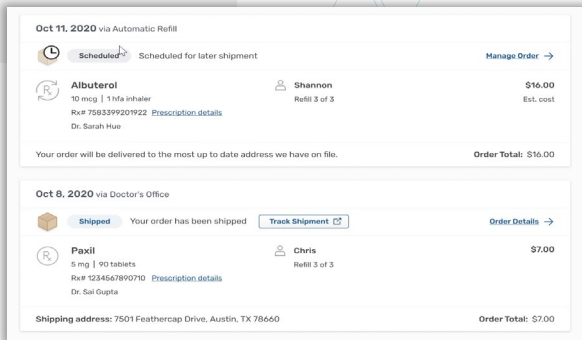 Oct 11, 2020 via Automatic Refill
Scheduled Scheduled for later shipment Manage Order →
Rx Albuterol Shannon $16.00
10 mcg | 1 hfa inhaler Refill 3 of 3 Est. cost
Rx# 7583399201922 Prescription details
Dr. Sarah Hue
Your order will be delivered to the most up to date address we have on file. Order Total: $16.00
Oct 8, 2020 via Doctor's Office
Shipped Your order has been shipped Track Shipment Order Details →
Rx Paxil Chris $7.00
5 mg | 90 tablets Refill 3 of 3
Rx# 1234567890710 Prescription details
Dr. Sai Gupta
Shipping address: 7501 Feathercap Drive, Austin, TX 78660 Order Total: $7.00